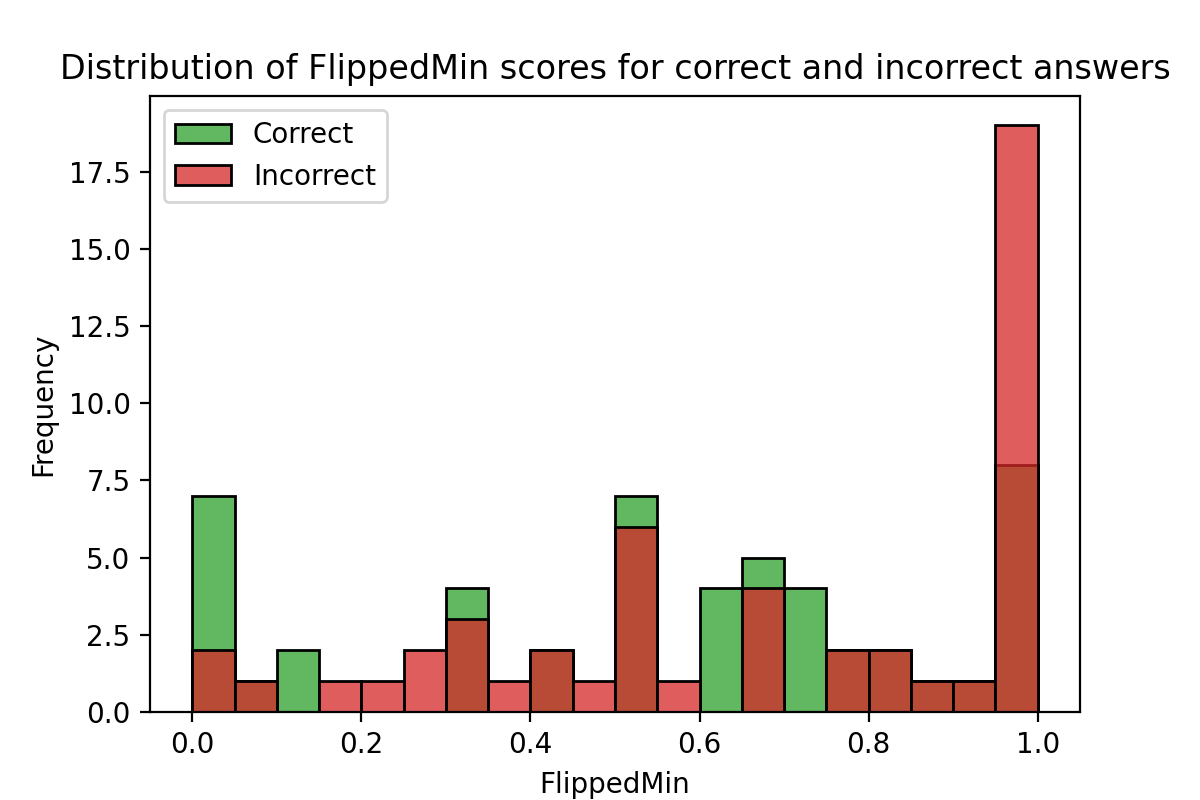 Distribution of FlippedMin scores for correct and incorrect answers
Correct
Incorrect
17.5
15.0
12.5
10.0
7.5
5.0
2.5
0.0
Frequency
0.0 0.2 0.4 0.6 0.8 1.0
FlippedMin